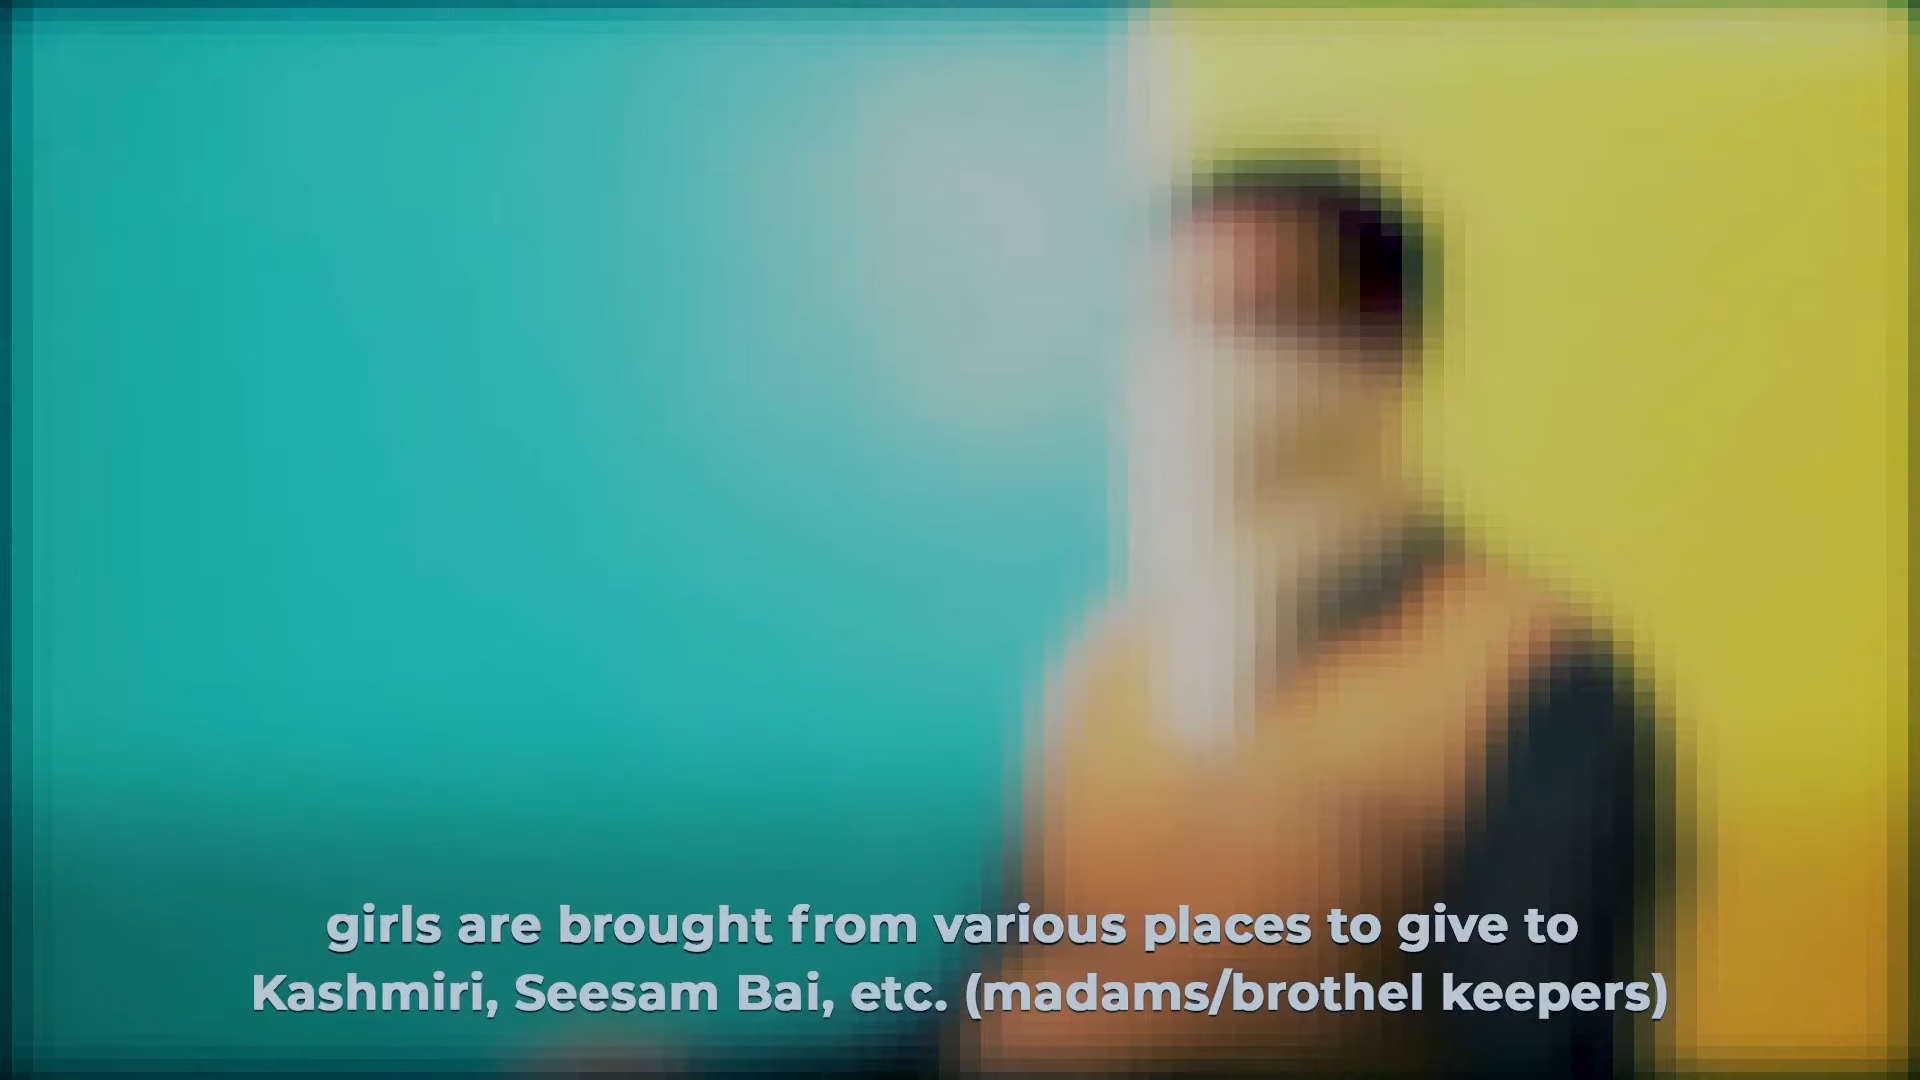 girls are brought from various places to give to
Kashmiri, Seesam Bai, etc. (madams/brothel keepers)